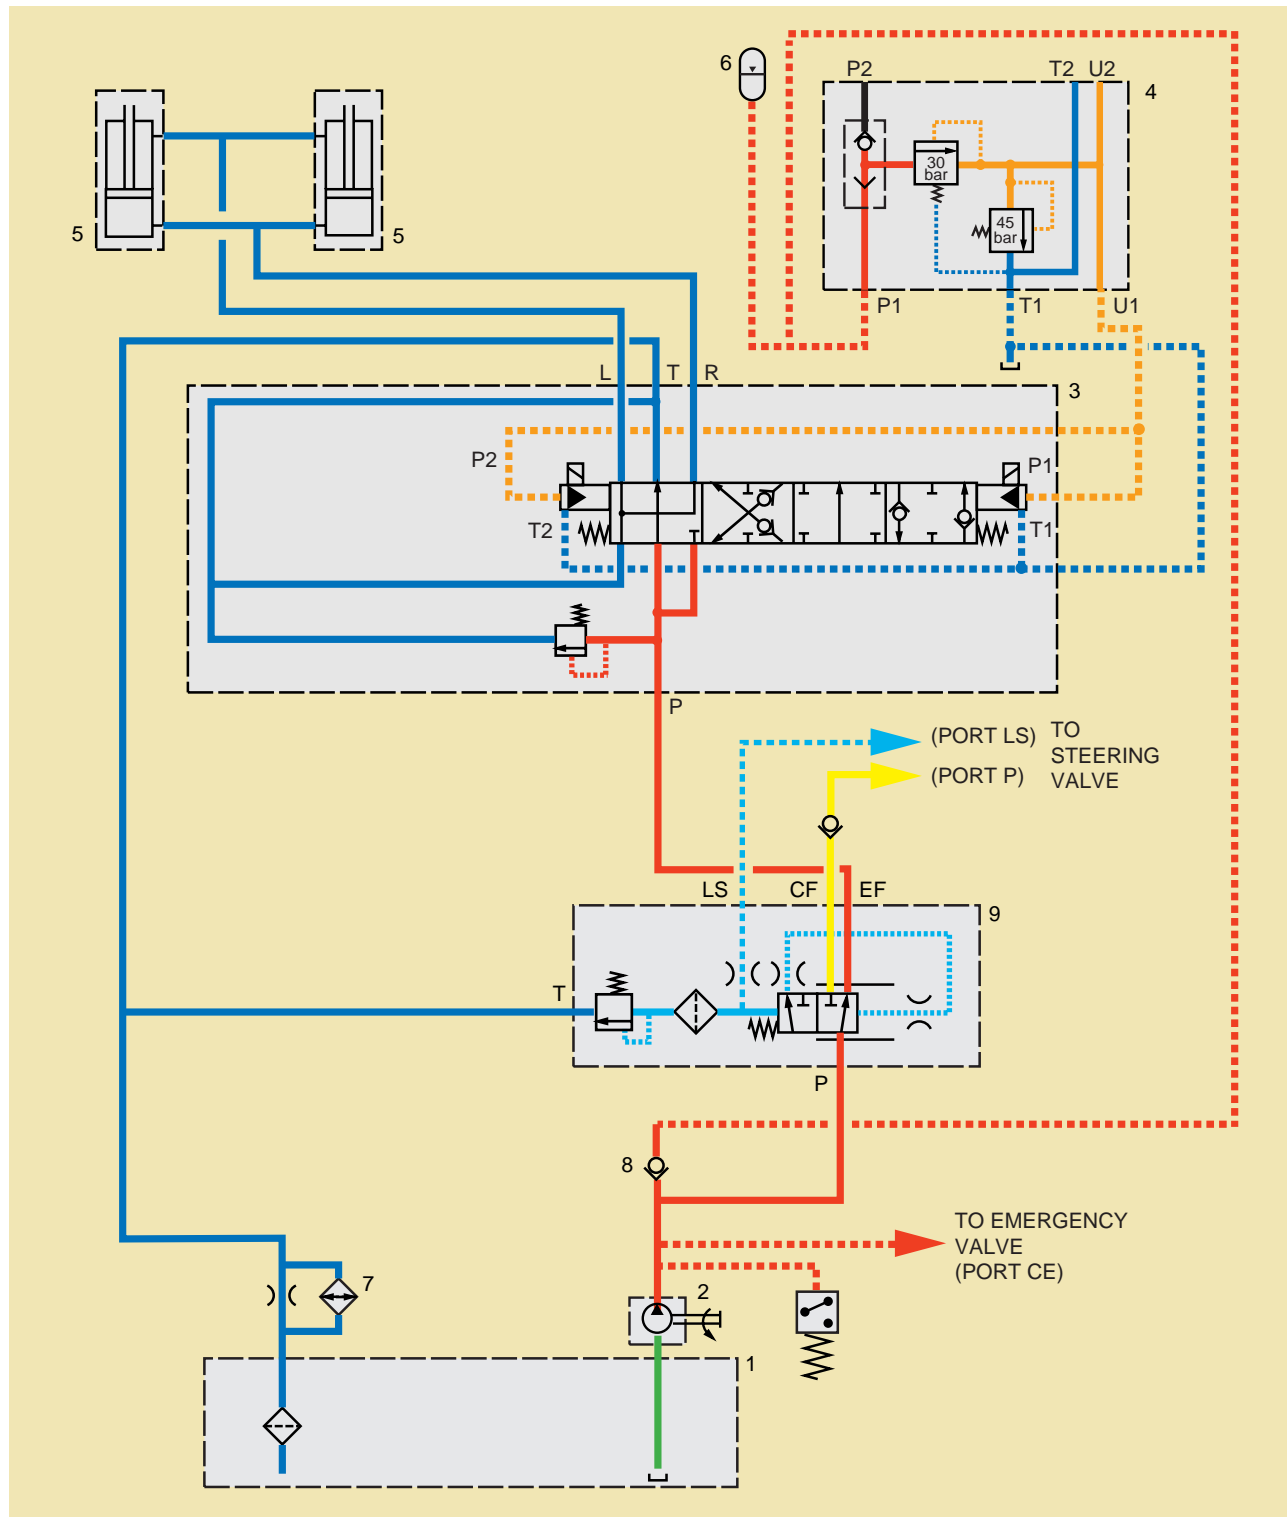 6
P2
T2 U2
4
30
bar
45
bar
5
5
P1
T1
U1
L
T
R
3
P2
P1
T2
T1
P
(PORT LS)
TO
STEERING
VALVE
(PORT P)
LS
CF
EF
9
T
P
8
TO EMERGENCY
VALVE
(PORT CE)
7
2
1